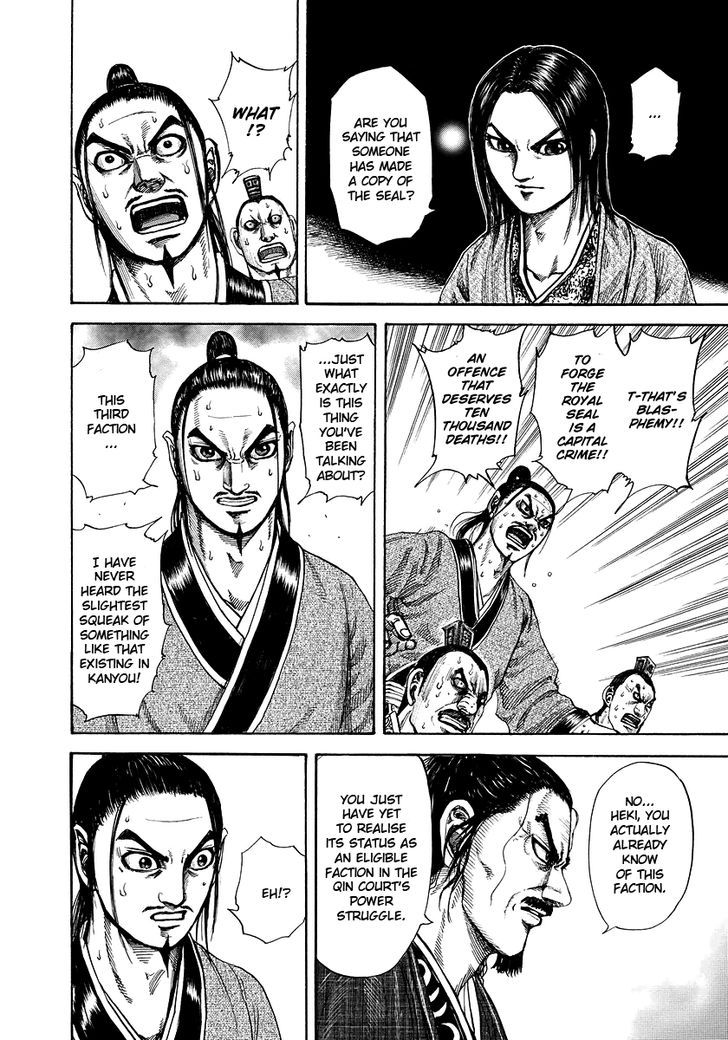 ...
ARE YOU
SAYING THAT
SOMEONE
HAS MADE
A COPY OF
THE SEAL?
WHAT
!?
T-THAT'S
BLAS-
PHEMY!!
TO FORGE
THE
ROYAL
SEAL
IS A
CAPITAL
CRIME!!
AN
OFFENCE
THAT
DESERVES
TEN
THOUSAND
DEATHS!!
...JUST
WHAT
EXACTLY
IS THIS
THING
YOU'VE
BEEN
TALKING
ABOUT?
THIS
THIRD
FACTION
...
I HAVE
NEVER
HEARD THE
SLIGHTEST
SQUEAK OF
SOMETHING
LIKE THAT
EXISTING IN
KANYOU!
NO...
HEKI, YOU
ACTUALLY
ALREADY
KNOW
OF THIS
FACTION.
YOU JUST
HAVE YET
TO REALISE
ITS STATUS AS
AN ELIGIBLE
FACTION IN THE
QIN COURT'S
POWER
STRUGGLE.
EH!?